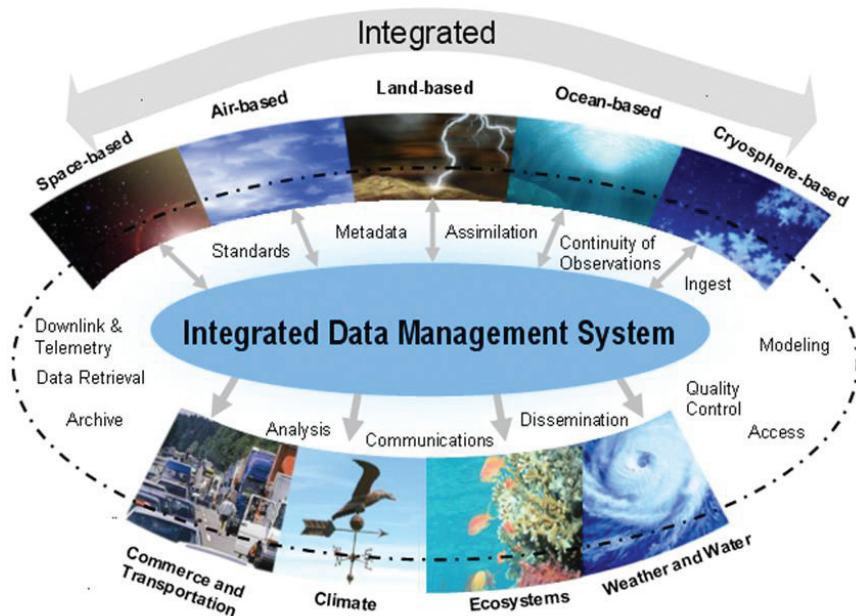 Integrated
Space-based
Air-based
Land-based
Ocean-based
Cryosphere-based
Standards
Metadata
Assimilation
Continuity of
Observations
Ingest
Integrated Data Management System
Downlink &
Telemetry
Data Retrieval
Archive
Modeling
Quality
Control
Access
Analysis
Communications
Dissemination
Commerce and
Transportation
Climate
Ecosystems
Weather and Water